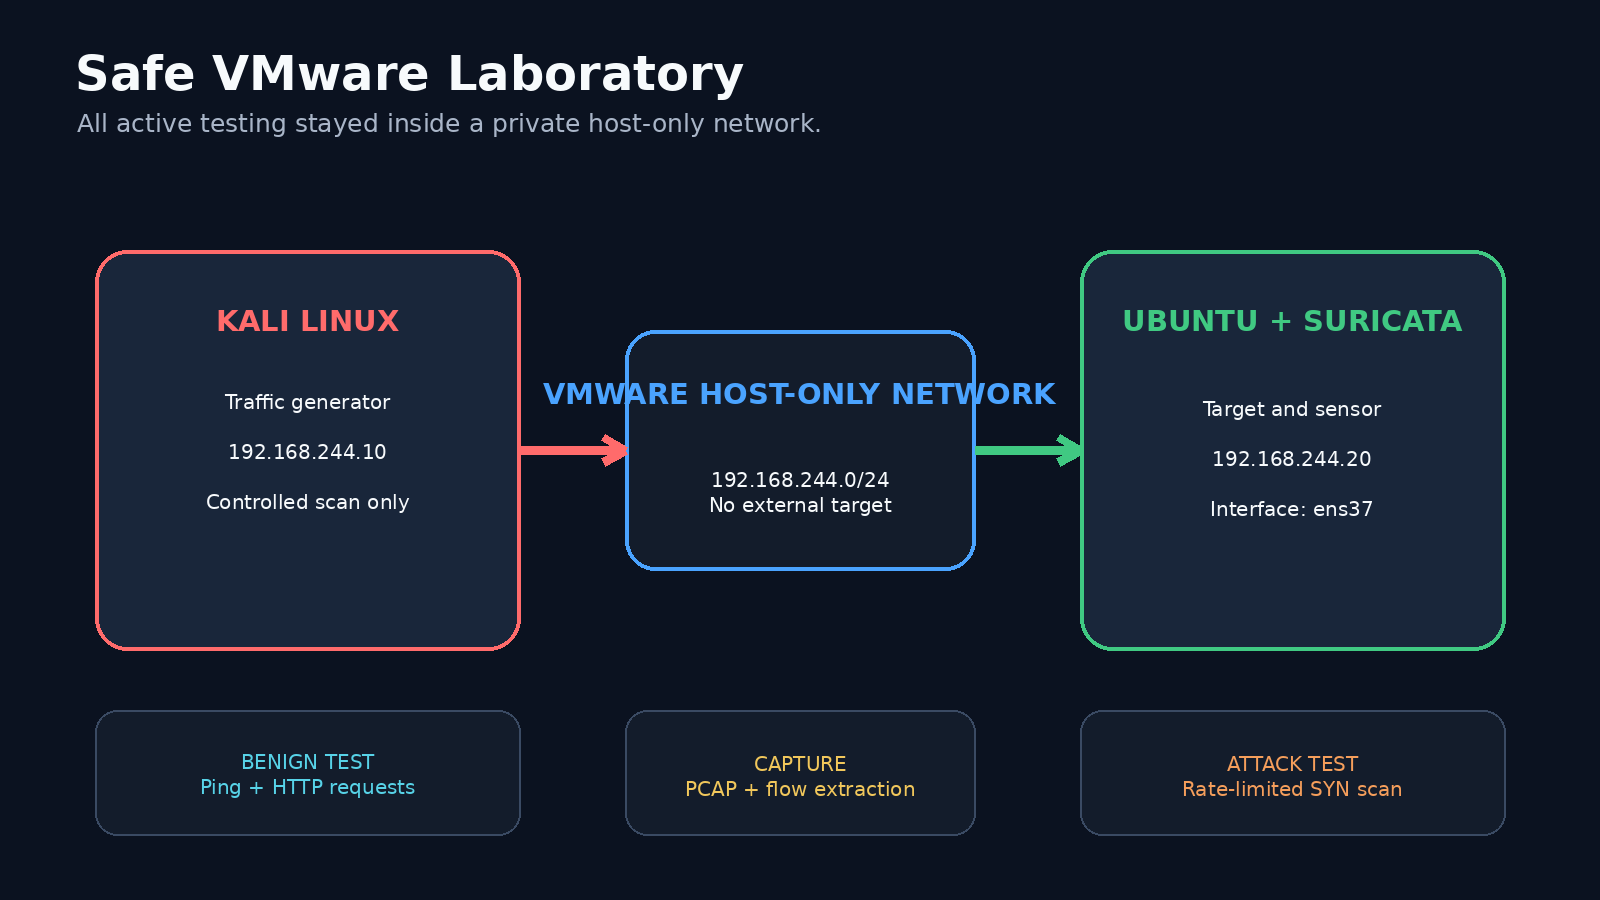 Safe VMware Laboratory
All active testing stayed inside a private host-only network.
KALI LINUX
Traffic generator
192.168.244.10
Controlled scan only
VMWARE HOST-ONLY NETWORK
192.168.244.0/24
No external target
UBUNTU + SURICATA
Target and sensor
192.168.244.20
Interface: ens37
BENIGN TEST
Ping + HTTP requests
CAPTURE
PCAP + flow extraction
ATTACK TEST
Rate-limited SYN scan